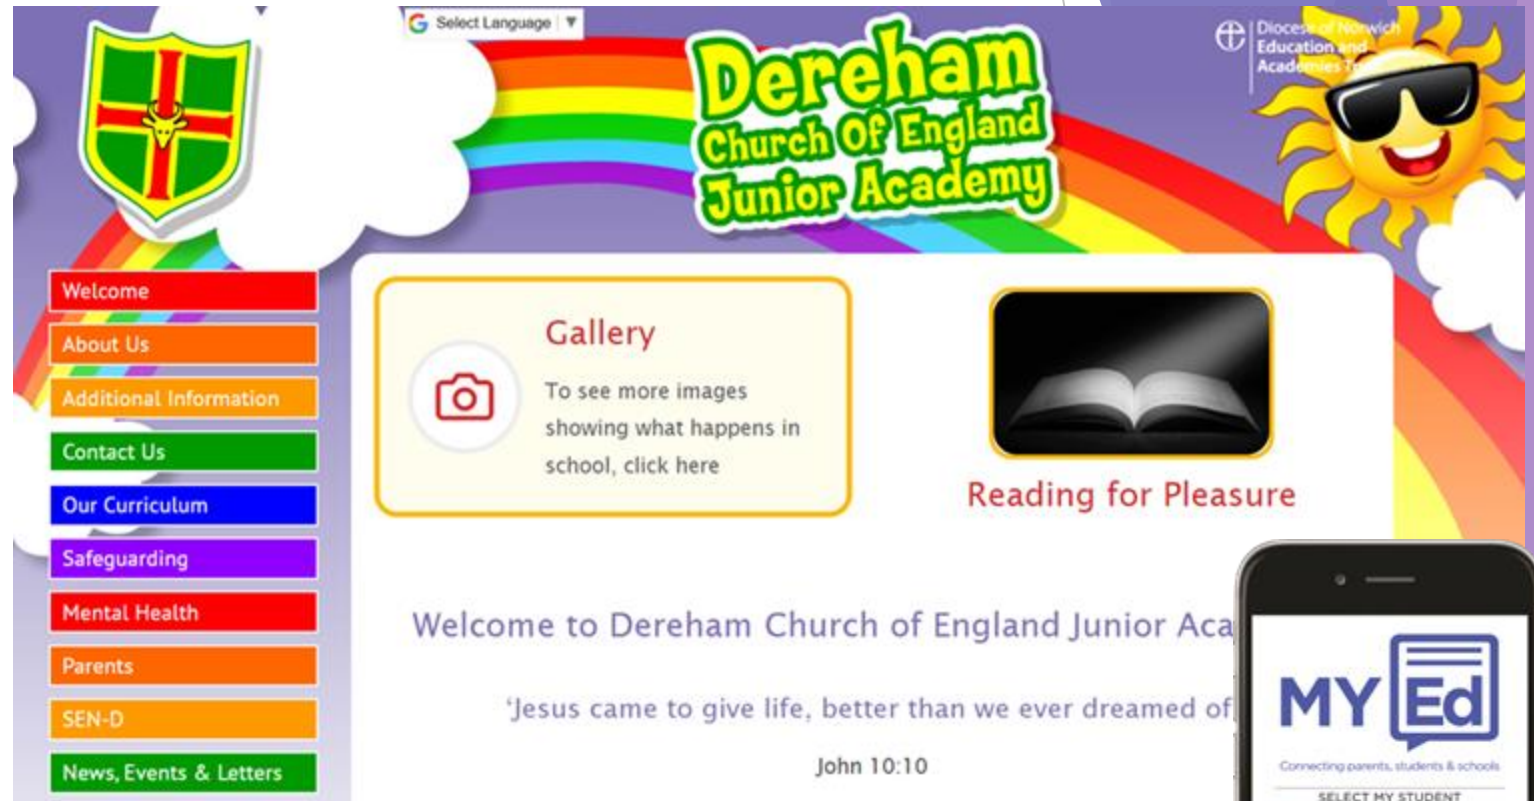 Select Language
Dereham
Church Of England
Junior Academy
Diocese of Norwich
Education and
Academies Trust
Welcome
About Us
Additional Information
Contact Us
Our Curriculum
Safeguarding
Mental Health
Parents
SEN-D
News, Events & Letters
Gallery
To see more images
showing what happens in
school, click here
Reading for Pleasure
Welcome to Dereham Church of England Junior Aca
‘Jesus came to give life, better than we ever dreamed of
John 10:10
MY Ed
Connecting parents, students & schools
SELECT MY STUDENT